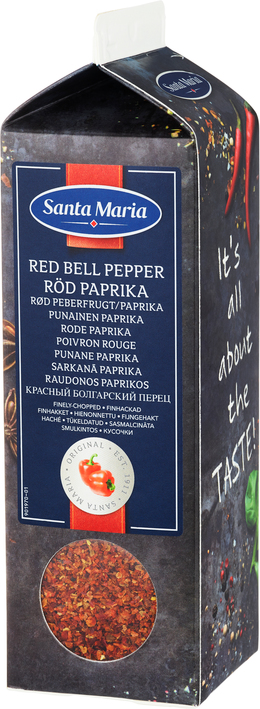 Santa Maria
Santa Maria
RED BELL PEPPER
RÖD PAPRIKA
RØD PEBERFRUGT/PAPRIKA
PUNAINEN PAPRIKA
RODE PAPRIKA
POIVRON ROUGE
PUNANE PAPRIKA
SARKANĀ PAPRIKA
RAUDONOS PAPRIKOS
КРАСНЫЙ БОЛГАРСКИЙ ПЕРЕЦ
FINELY CHOPPED • FINHACKAD
FINHAKKET • HIENONNETTU • FIJNGEHAKT
HACHÉ • TÜKELDATUD • SASMALCINĀTA
SMULKINTOS • КУСОЧКИ
• ORIGINAL • EST. 1911 • SANTA MARIA
901970-01
It's
all
about
the
TASTE!